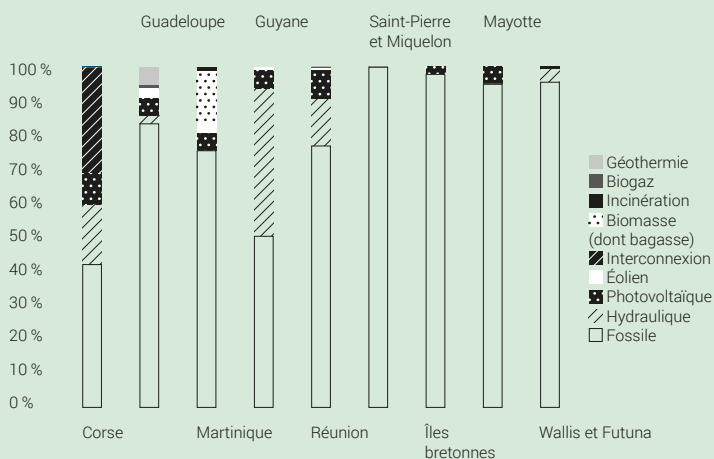 Guadeloupe
Guyane
Saint-Pierre
et Miquelon
Mayotte
100 %
90 %
80 %
70 %
60 %
50 %
40 %
30 %
20 %
10 %
0 %
Géothermie
Biogaz
Incinération
Biomasse
(dont bagasse)
Interconnexion
Éolien
Photovoltaïque
Hydraulique
Fossile
Corse
Martinique
Réunion
Îles
bretonnes
Wallis et Futuna